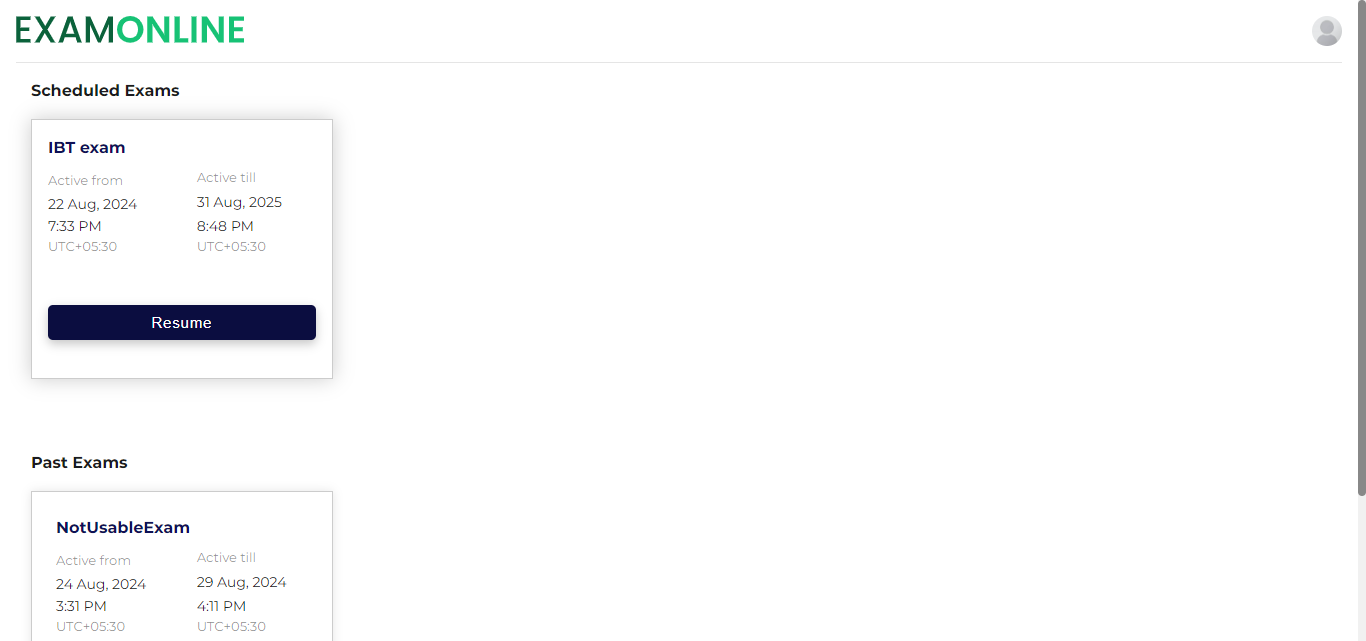 EXAMONLINE
Scheduled Exams
IBT exam
Active from
22 Aug, 2024
7:33 PM
UTC+05:30
Active till
31 Aug, 2025
8:48 PM
UTC+05:30
Resume
Past Exams
NotUsableExam
Active from
24 Aug, 2024
3:31 PM
UTC+05:30
Active till
29 Aug, 2024
4:11 PM
UTC+05:30